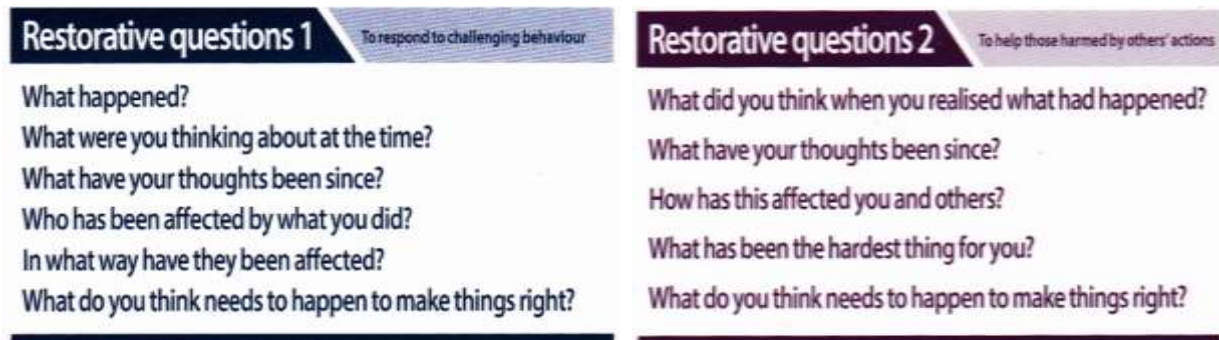 Restorative questions 1
To respond to challenging behaviour
What happened?
What were you thinking about at the time?
What have your thoughts been since?
Who has been affected by what you did?
In what way have they been affected?
What do you think needs to happen to make things right?
Restorative questions 2
To help those harmed by others' actions
What did you think when you realised what had happened?
What have your thoughts been since?
How has this affected you and others?
What has been the hardest thing for you?
What do you think needs to happen to make things right?